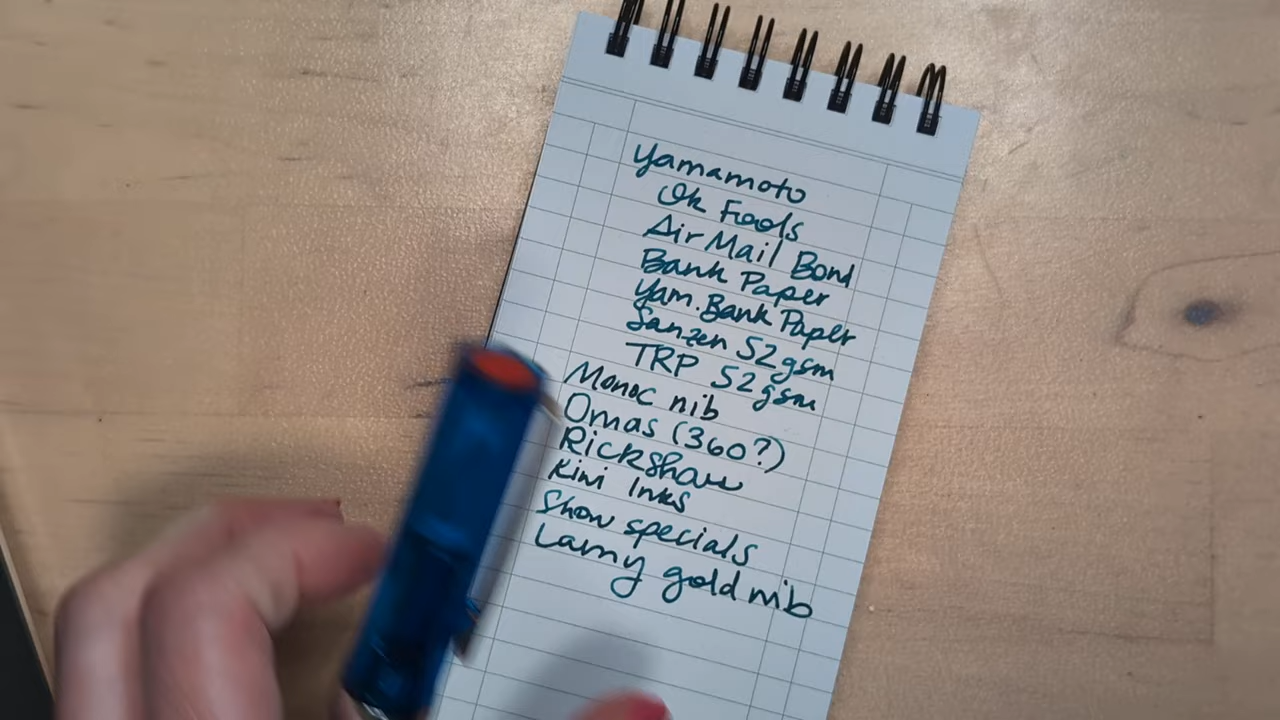 Yamamoto
Ok Fools
Air Mail Bond
Bank Paper
Yam. Bank Paper
Sanzen 52gsm
TRP 52gsm
Monoc nib
Omas (360?)
Rickshaw
Kiwi Inks
Show specials
Lamy gold nib